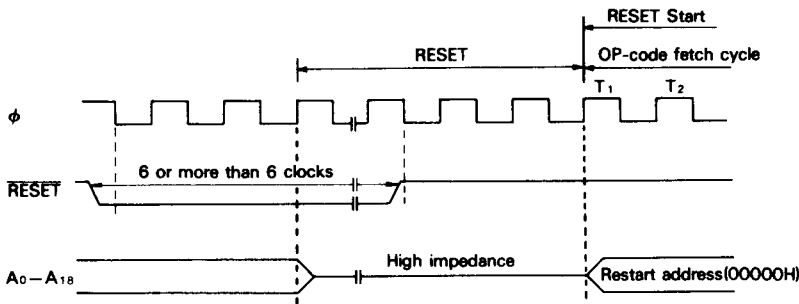 RESET Start
RESET
OP-code fetch cycle
T1 T2
φ
6 or more than 6 clocks
RESET
High impedance
A0–A18
Restart address(00000H)